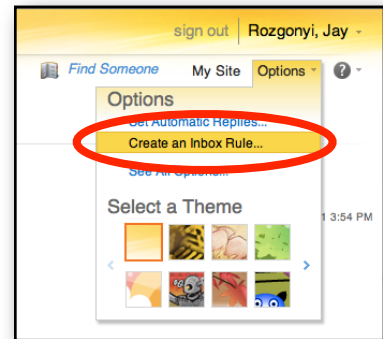 sign out Rozgonyi, Jay
Find Someone My Site Options ?
Options
Set Automatic Replies...
Create an Inbox Rule...
See All Options...
Select a Theme
1 3:54 PM